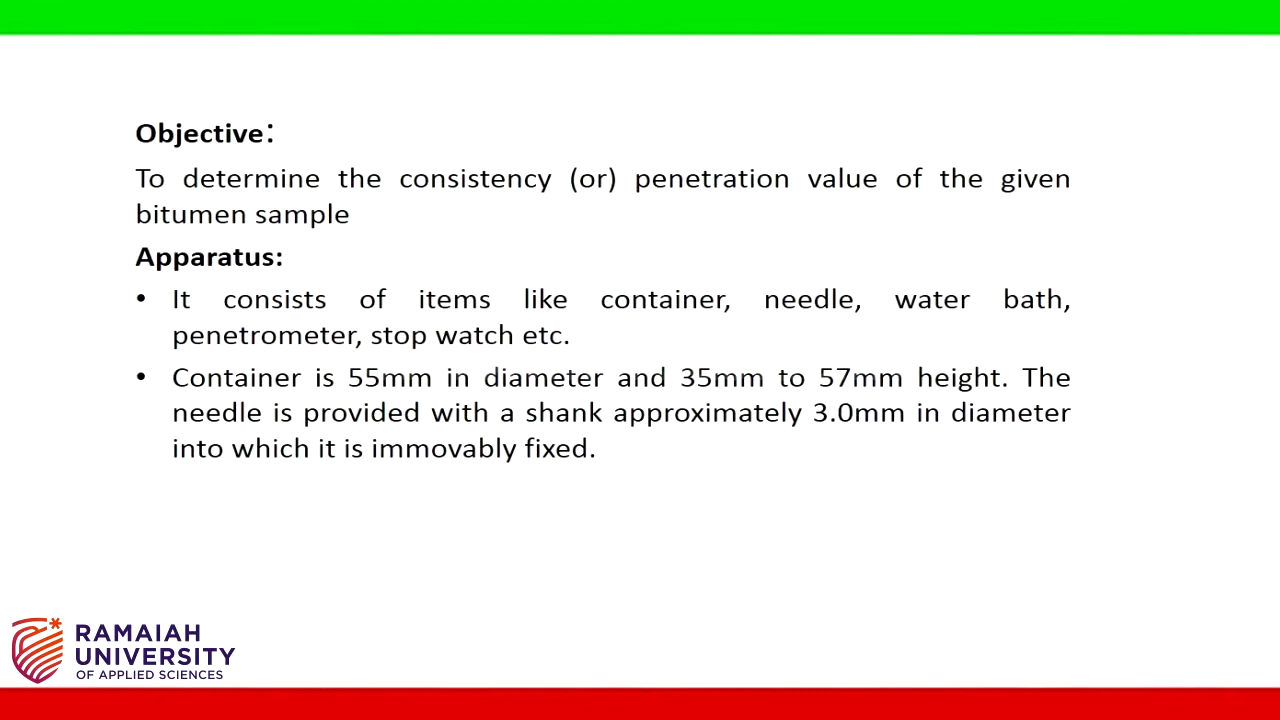 Objective:
To determine the consistency (or) penetration value of the given
bitumen sample
Apparatus:
• It consists of items like container, needle, water bath,
penetrometer, stop watch etc.
• Container is 55mm in diameter and 35mm to 57mm height. The
needle is provided with a shank approximately 3.0mm in diameter
into which it is immovably fixed.
RAMAIAH
UNIVERSITY
OF APPLIED SCIENCES